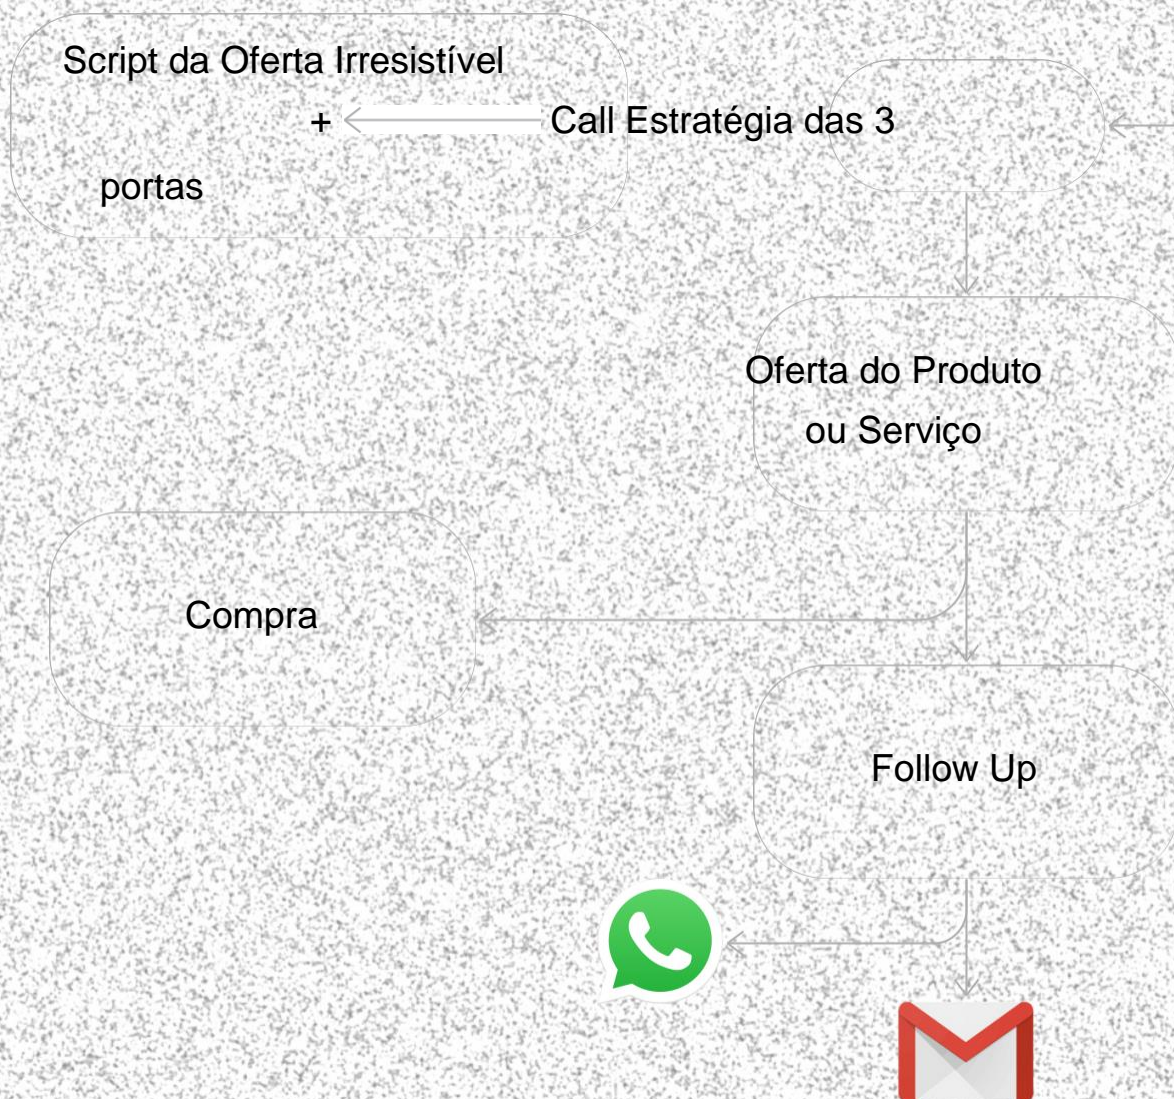 Script da Oferta Irresistível
+ Call Estratégia das 3
portas
Oferta do Produto
ou Serviço
Compra
Follow Up